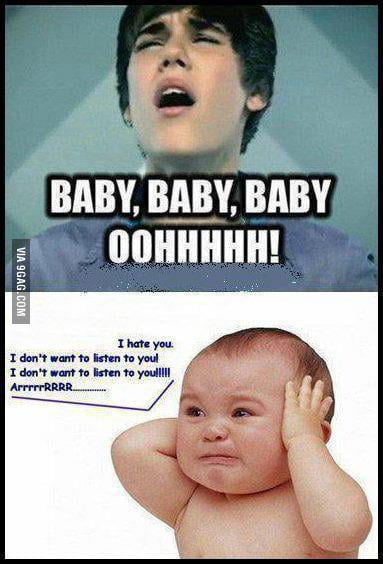 BABY, BABY, BABY
OOHHHHH!
VIA 9GAG.COM
I hate you.
I don't want to listen to you!
I don't want to listen to you!!!!!
ArrrrrRRRR..............